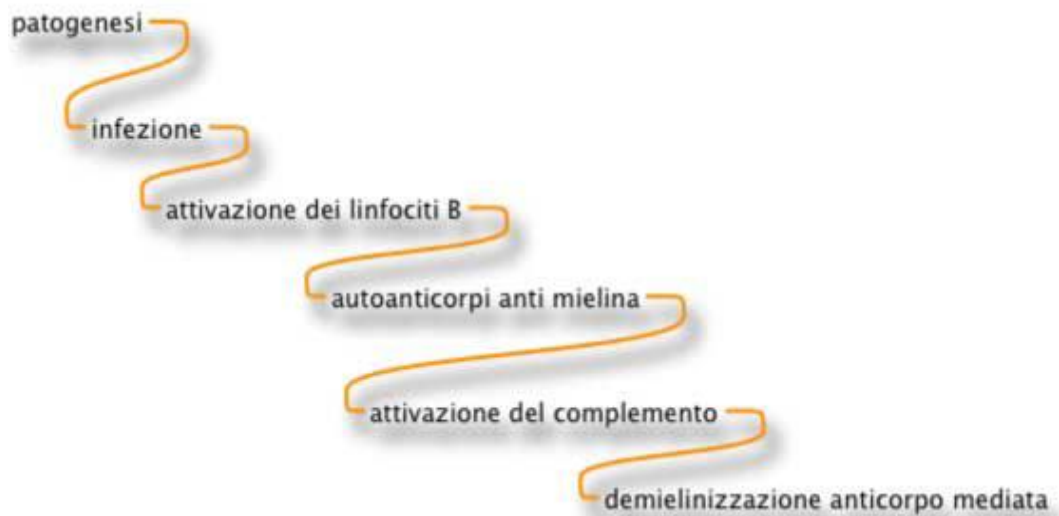 patogenesi
infezione
attivazione dei linfociti B
autoanticorpi anti mielina
attivazione del complemento
demielinizzazione anticorpo mediata